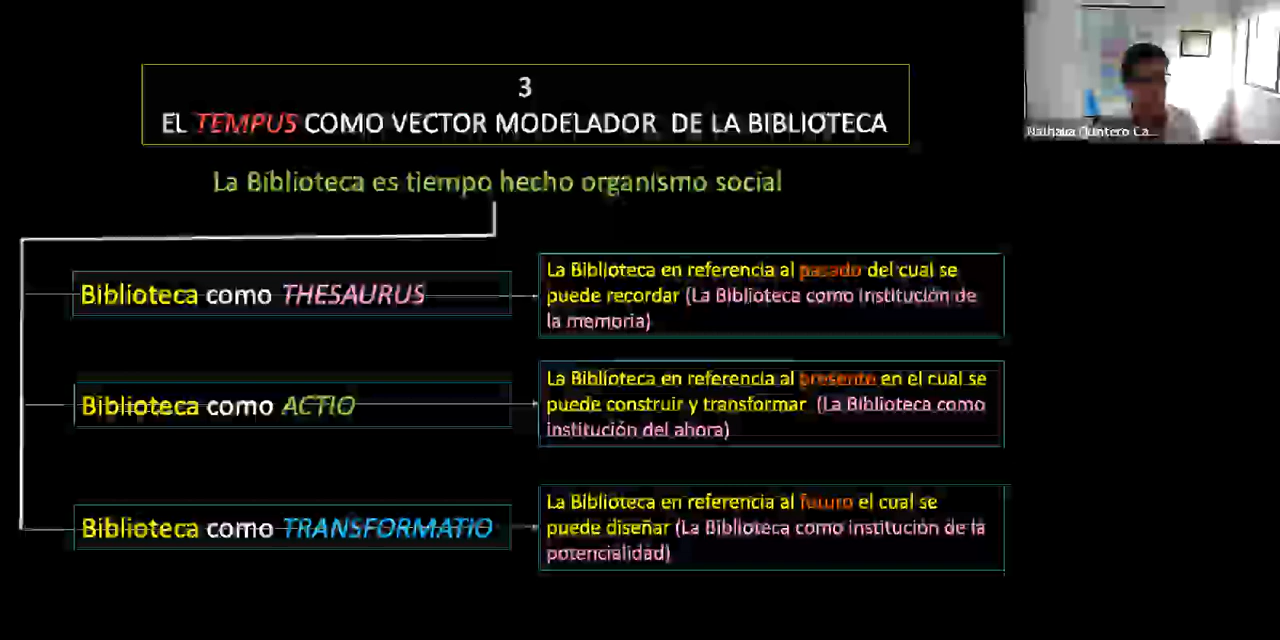 3
EL TEMPUS COMO VECTOR MODELADOR DE LA BIBLIOTECA
La Biblioteca es tiempo hecho organismo social
Biblioteca como THESAURUS
La Biblioteca en referencia al pasado del cual se
puede recordar (La Biblioteca como institución de
la memoria)
Biblioteca como ACTIO
La Biblioteca en referencia al presente en el cual se
puede construir y transformar (La Biblioteca como
institución del ahora)
Biblioteca como TRANSFORMATIO
La Biblioteca en referencia al futuro el cual se
puede diseñar (La Biblioteca como institución de la
potencialidad)
Quintero Ca...